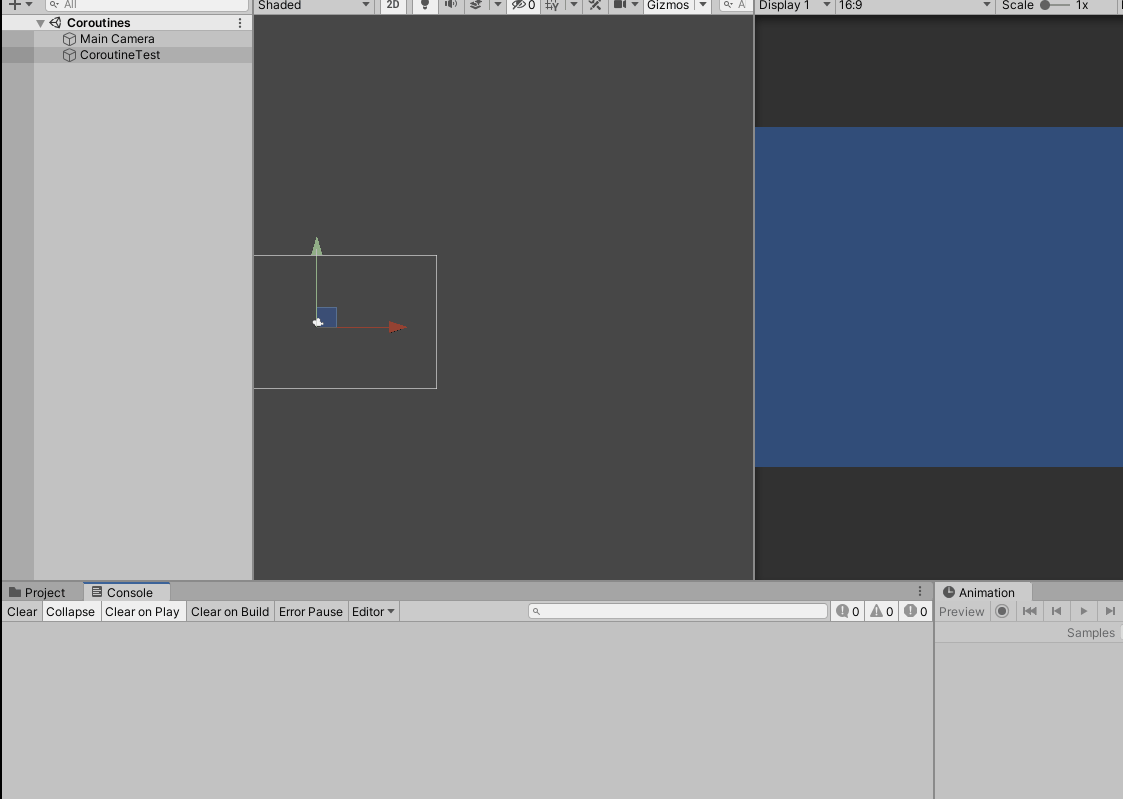 All
Shaded
2D
0
Gizmos
A
Display 1
16:9
Scale
1x
Coroutines
Main Camera
CoroutineTest
Project
Console
Clear
Collapse
Clear on Play
Clear on Build
Error Pause
Editor
0
0
0
Animation
Preview
Samples